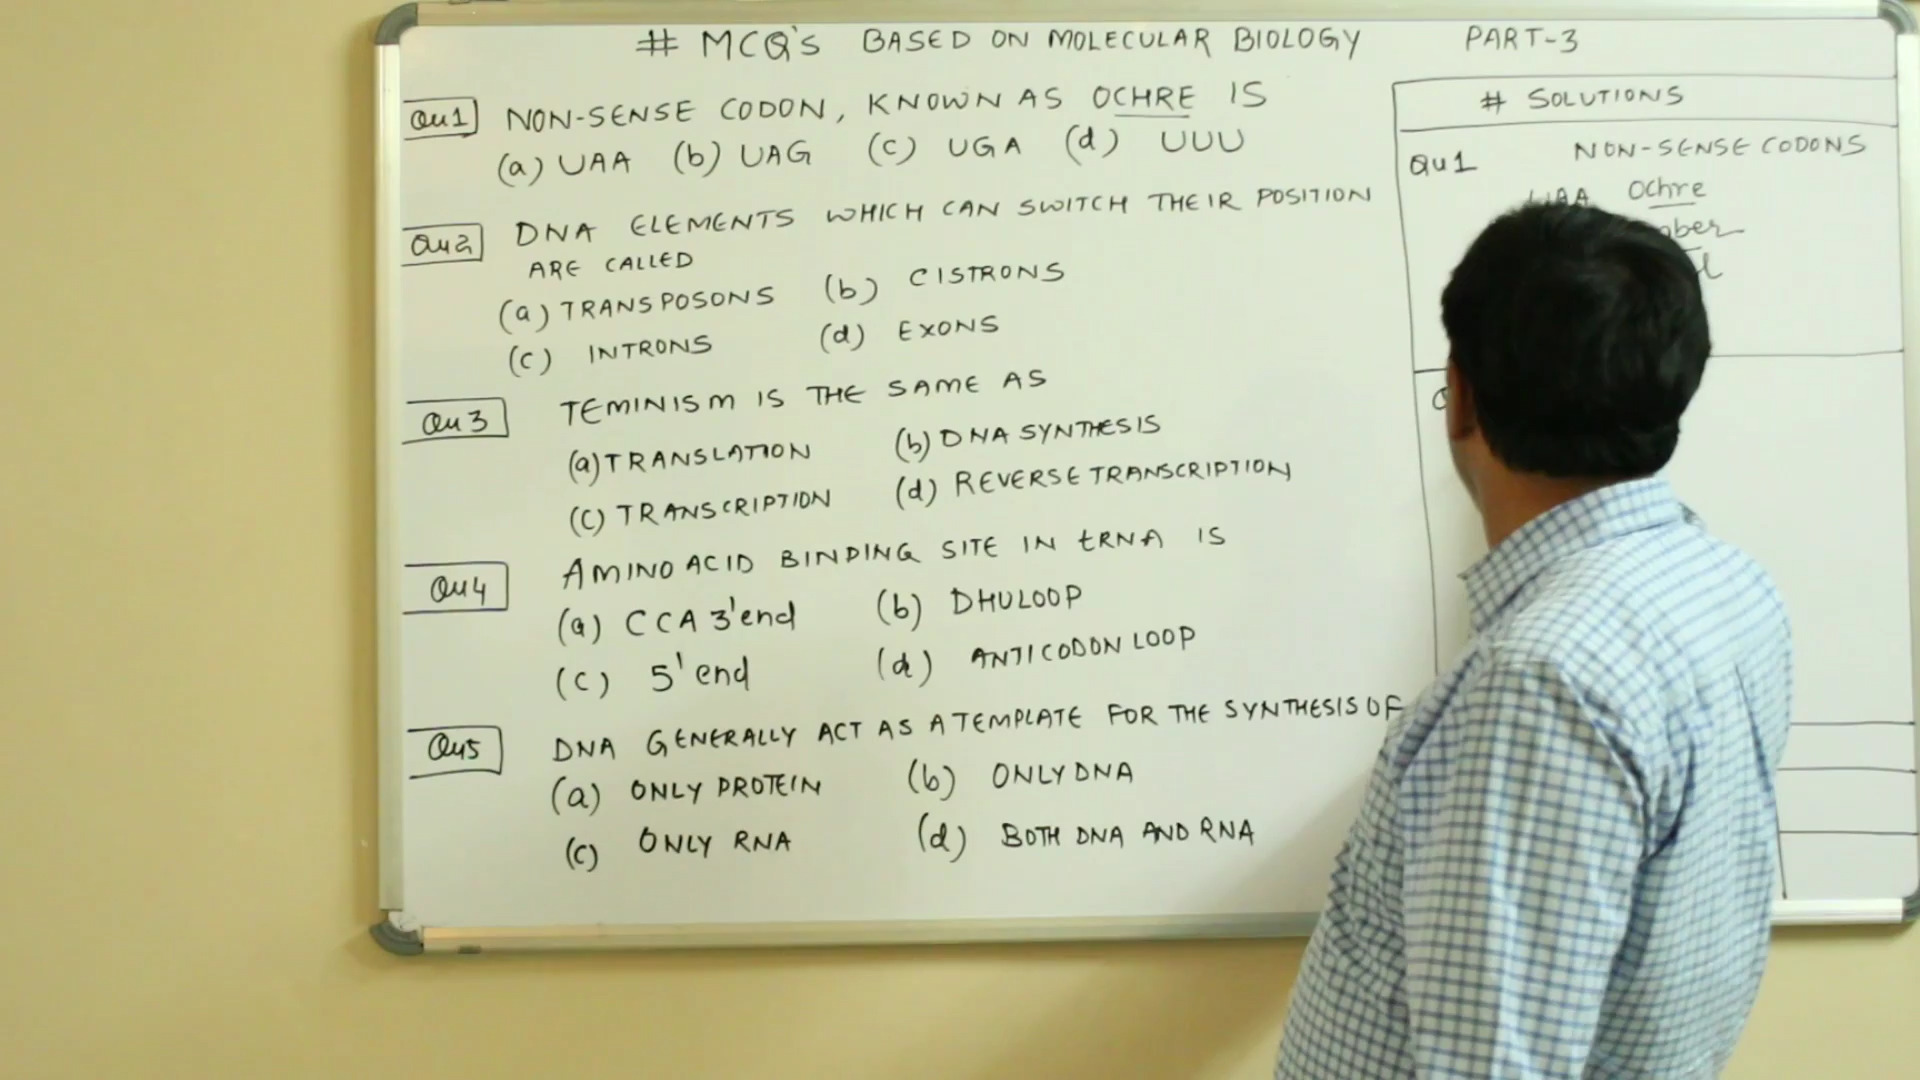 # MCQ's BASED ON MOLECULAR BIOLOGY PART-3
Qu1 NON-SENSE CODON, KNOWN AS OCHRE IS
(a) UAA (b) UAG (c) UGA (d) UUU
Qu2 DNA ELEMENTS WHICH CAN SWITCH THEIR POSITION
ARE CALLED
(a) TRANSPOSONS (b) CISTRONS
(c) INTRONS (d) EXONS
Qu3 TEMINISM IS THE SAME AS
(a) TRANSLATION (b) DNA SYNTHESIS
(c) TRANSCRIPTION (d) REVERSE TRANSCRIPTION
Qu4 AMINO ACID BINDING SITE IN tRNA IS
(a) CCA 3'end (b) DHULOOP
(c) 5'end (d) ANTICODON LOOP
Qu5 DNA GENERALLY ACT AS A TEMPLATE FOR THE SYNTHESIS OF
(a) ONLY PROTEIN (b) ONLY DNA
(c) ONLY RNA (d) BOTH DNA AND RNA
# SOLUTIONS
Qu1 NON-SENSE CODONS
UAA Ochre